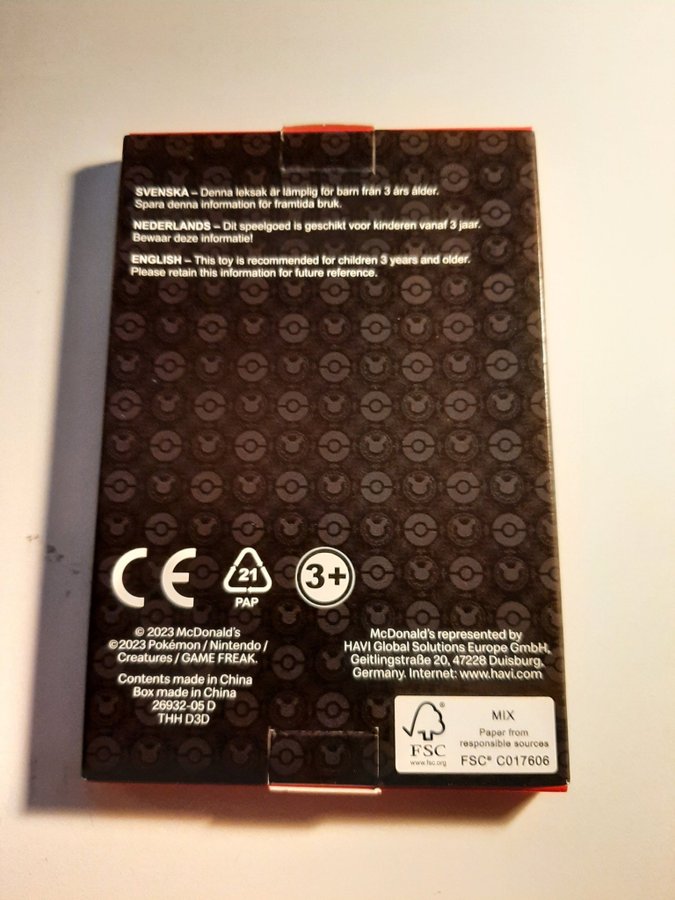 SVENSKA – Denna leksak är lämplig för barn från 3 års ålder.
Spara denna information för framtida bruk.
NEDERLANDS – Dit speelgoed is geschikt voor kinderen vanaf 3 jaar.
Bewaar deze informatie!
ENGLISH – This toy is recommended for children 3 years and older.
Please retain this information for future reference.
CE
21
PAP
3+
© 2023 McDonald's
©2023 Pokémon / Nintendo /
Creatures / GAME FREAK.
Contents made in China
Box made in China
26932-05 D
THH D3D
McDonald's represented by
HAVI Global Solutions Europe GmbH,
Geitlingstraße 20, 47228 Duisburg,
Germany. Internet: www.havi.com
FSC
www.fsc.org
MIX
Paper from
responsible sources
FSC® C017606